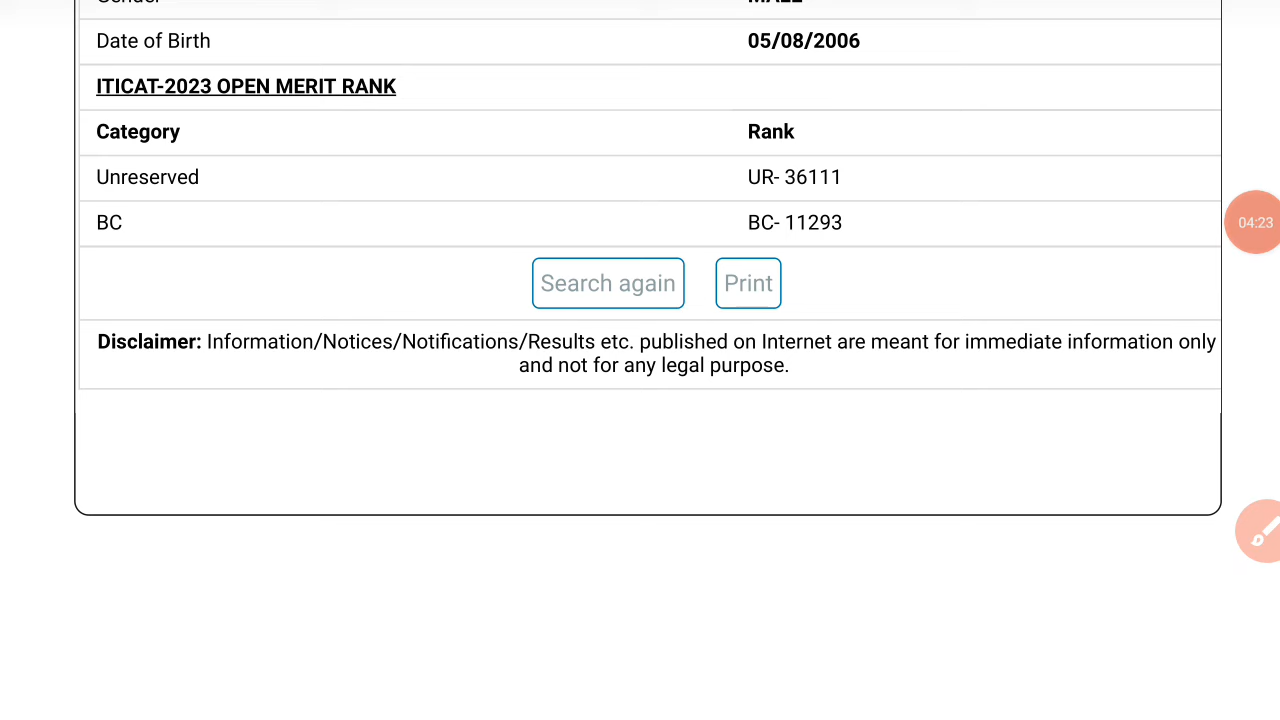 Gender MALE
Date of Birth 05/08/2006
ITICAT-2023 OPEN MERIT RANK
Category Rank
Unreserved UR- 36111
BC BC- 11293
04:23
Search again Print
Disclaimer: Information/Notices/Notifications/Results etc. published on Internet are meant for immediate information only
and not for any legal purpose.